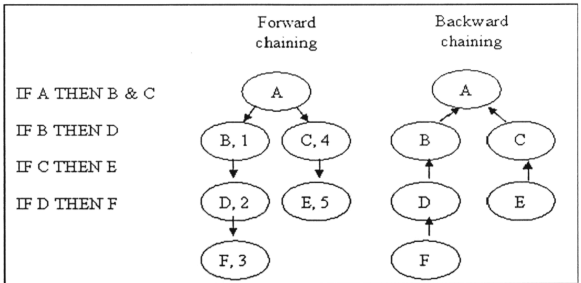 Forward
chaining
Backward
chaining
IF A THEN B & C
IF B THEN D
IF C THEN E
IF D THEN F
A
B, 1
C, 4
D, 2
E, 5
F, 3
A
B
C
D
E
F